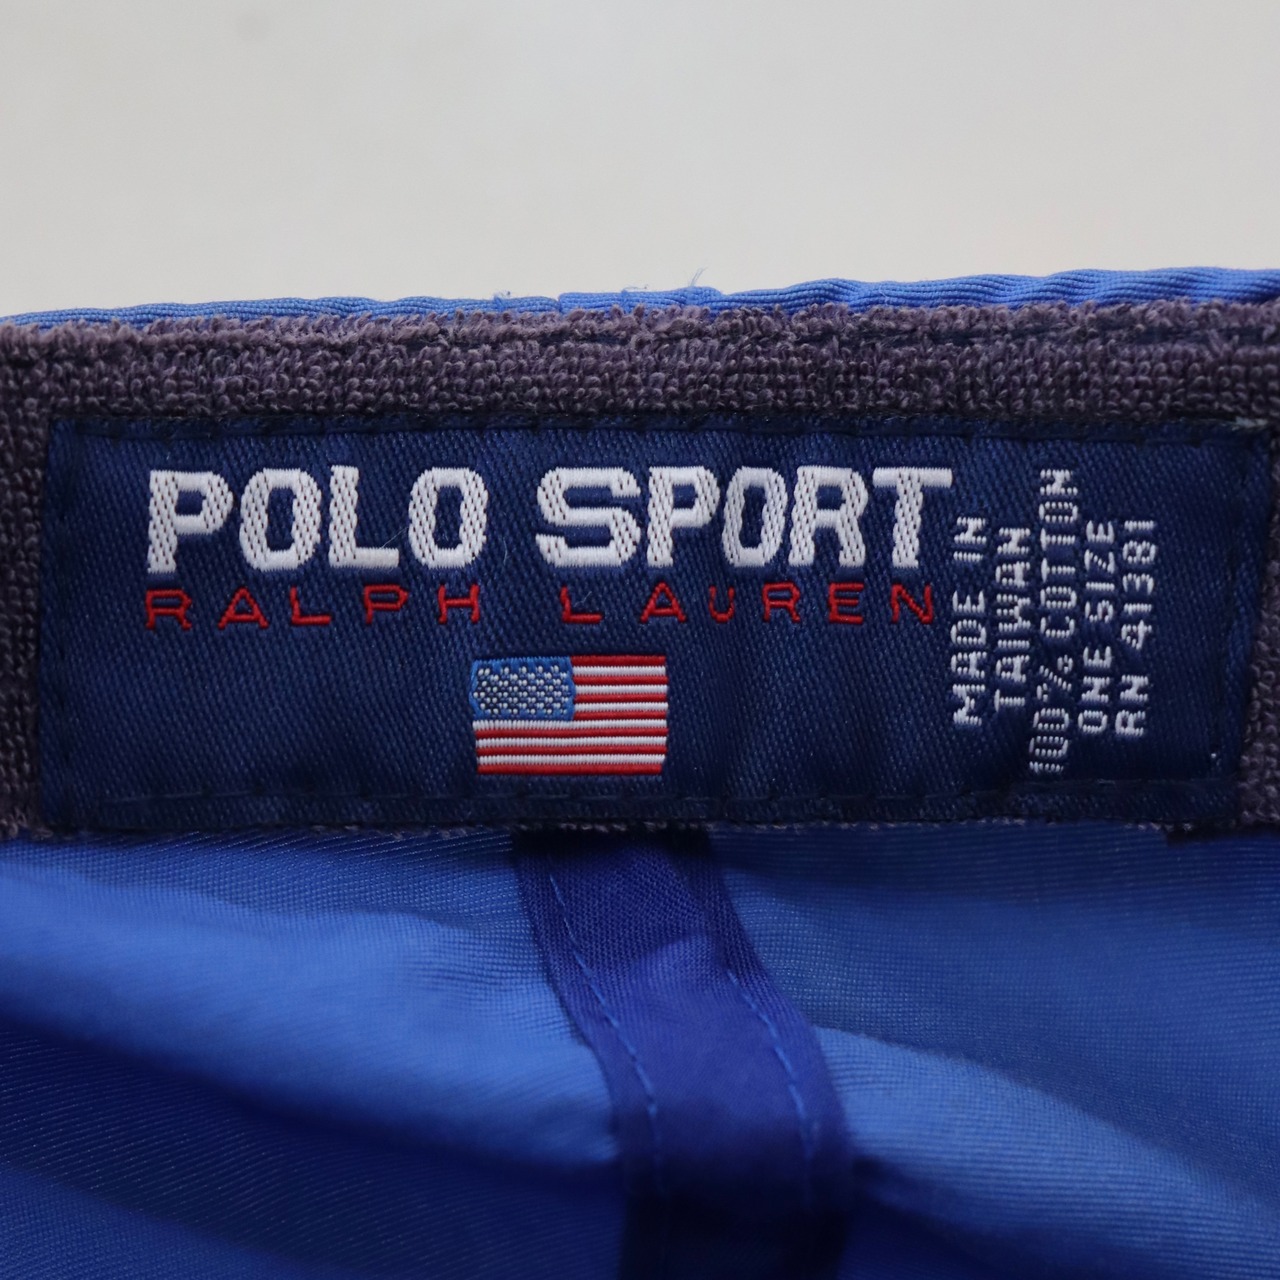 POLO SPORT
RALPH LAUREN
MADE IN
TAIWAN
100% COTTON
ONE SIZE
RN 41381